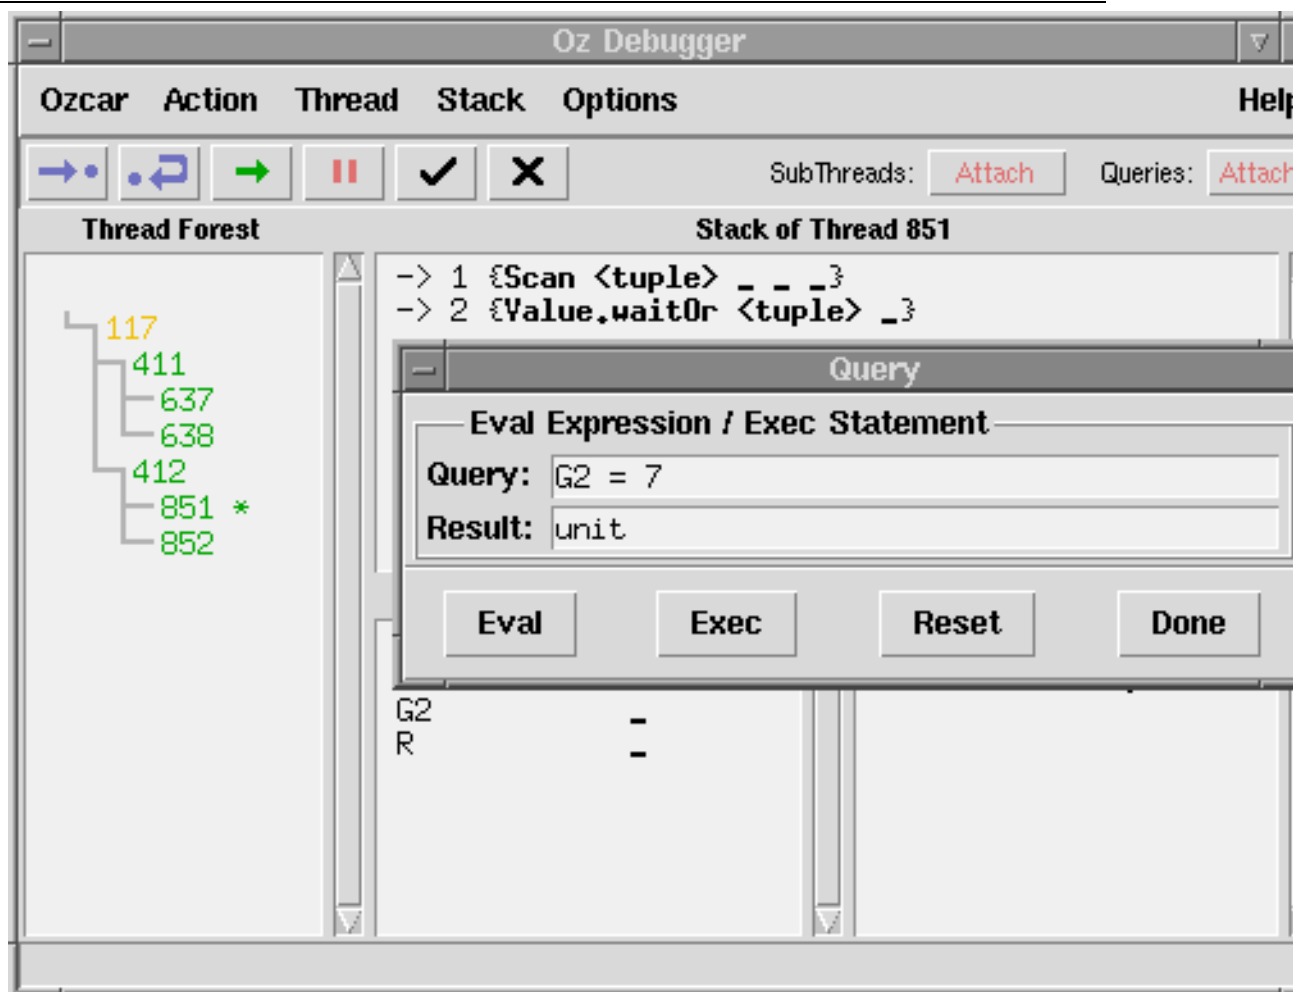 Oz Debugger
Ozcar Action Thread Stack Options Help
SubThreads: Attach Queries: Attach
Thread Forest
Stack of Thread 851
-> 1 {Scan <tuple> _ _ _}
-> 2 {Value.waitOr <tuple> _}
117
411
637
638
412
851 *
852
Query
Eval Expression / Exec Statement
Query: G2 = 7
Result: unit
Eval Exec Reset Done
G2 _
R _